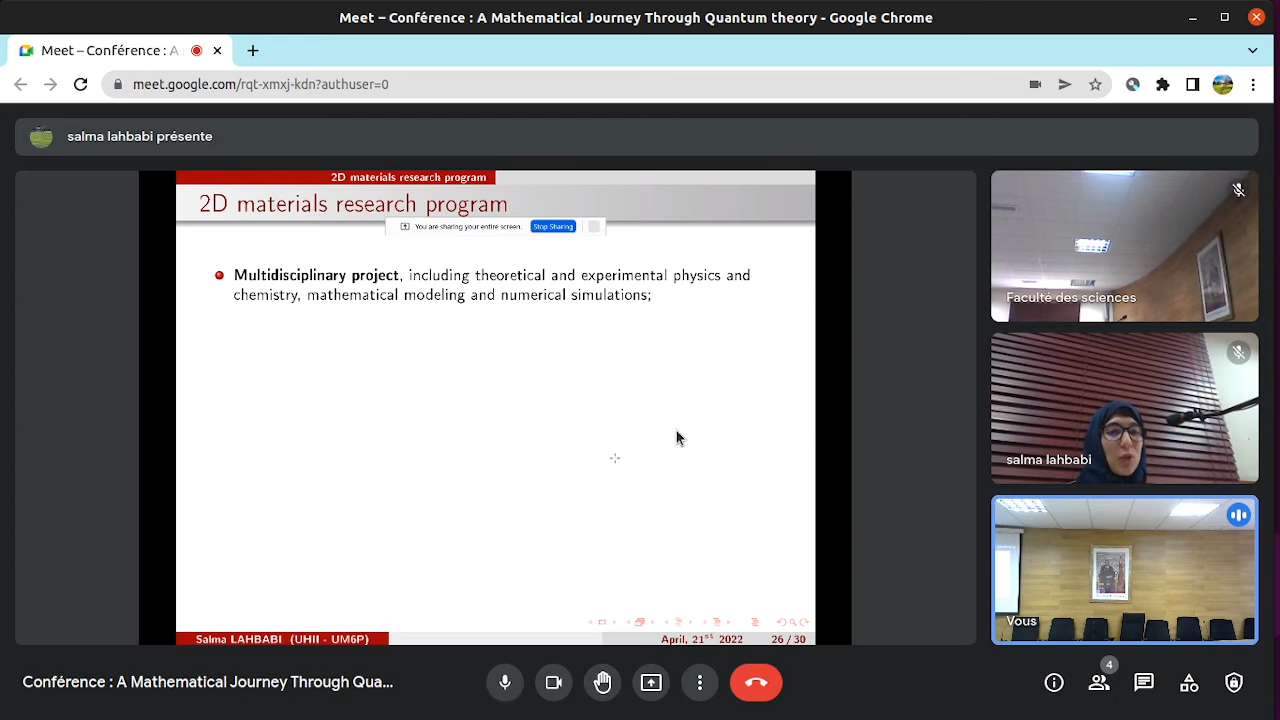 Meet – Conférence : A Mathematical Journey Through Quantum theory - Google Chrome
Meet – Conférence : A
meet.google.com/rqt-xmxj-kdn?authuser=0
salma lahbabi présente
2D materials research program
2D materials research program
You are sharing your entire screen.
Stop Sharing
Multidisciplinary project, including theoretical and experimental physics and
chemistry, mathematical modeling and numerical simulations;
Salma LAHBABI (UHII - UM6P)
April, 21st 2022
26 / 30
Faculté des sciences
salma lahbabi
Vous
Conférence : A Mathematical Journey Through Qua...
4